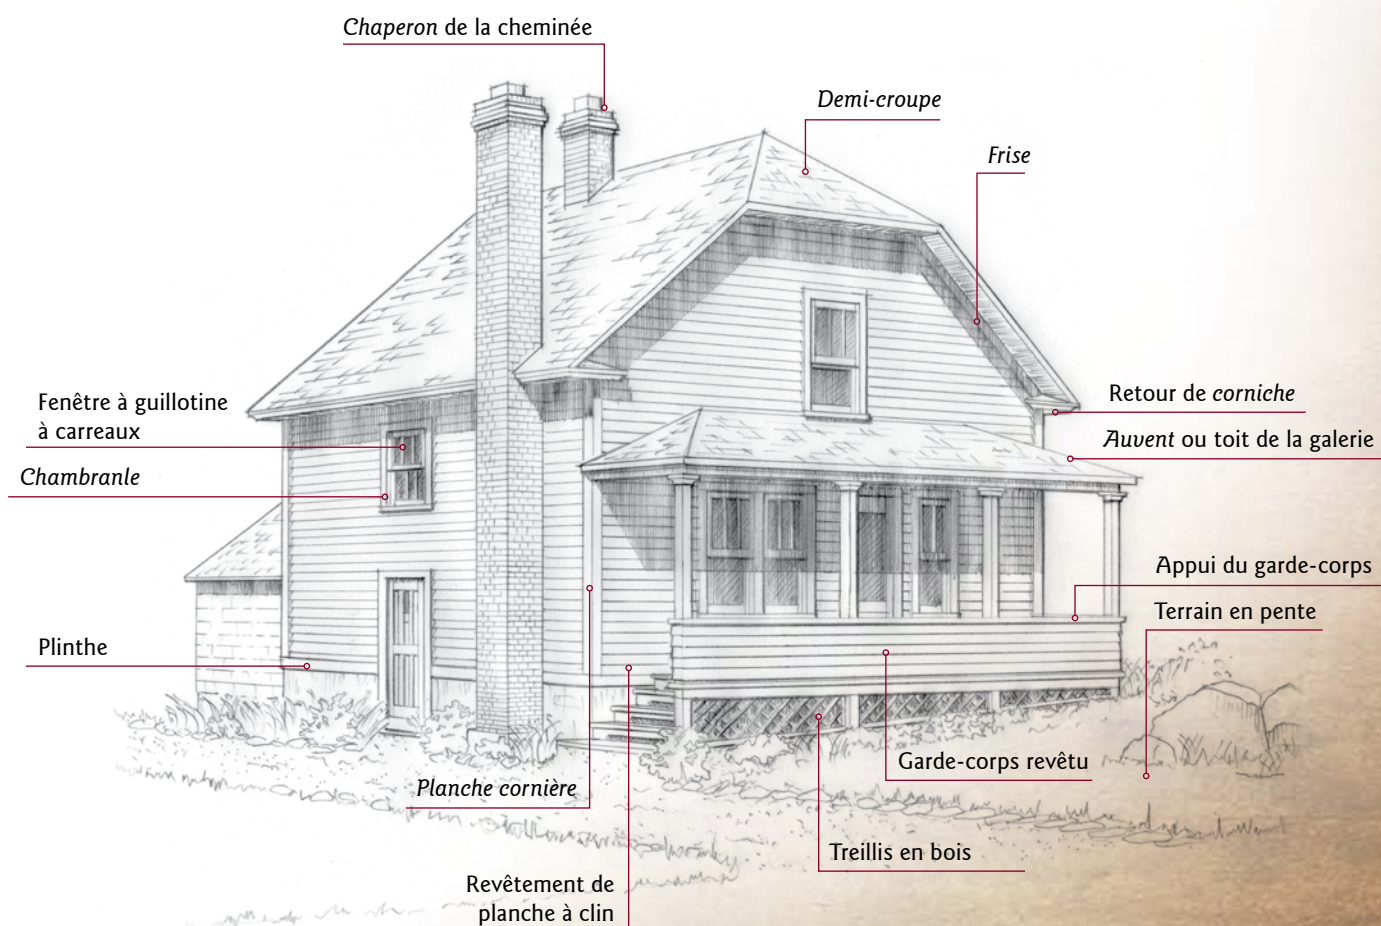 Chaperon de la cheminée
Demi-croupe
Frise
Fenêtre à guillotine
à carreaux
Retour de corniche
Auvent ou toit de la galerie
Chambranle
Appui du garde-corps
Terrain en pente
Plinthe
Garde-corps revêtu
Planche cornière
Treillis en bois
Revêtement de
planche à clin